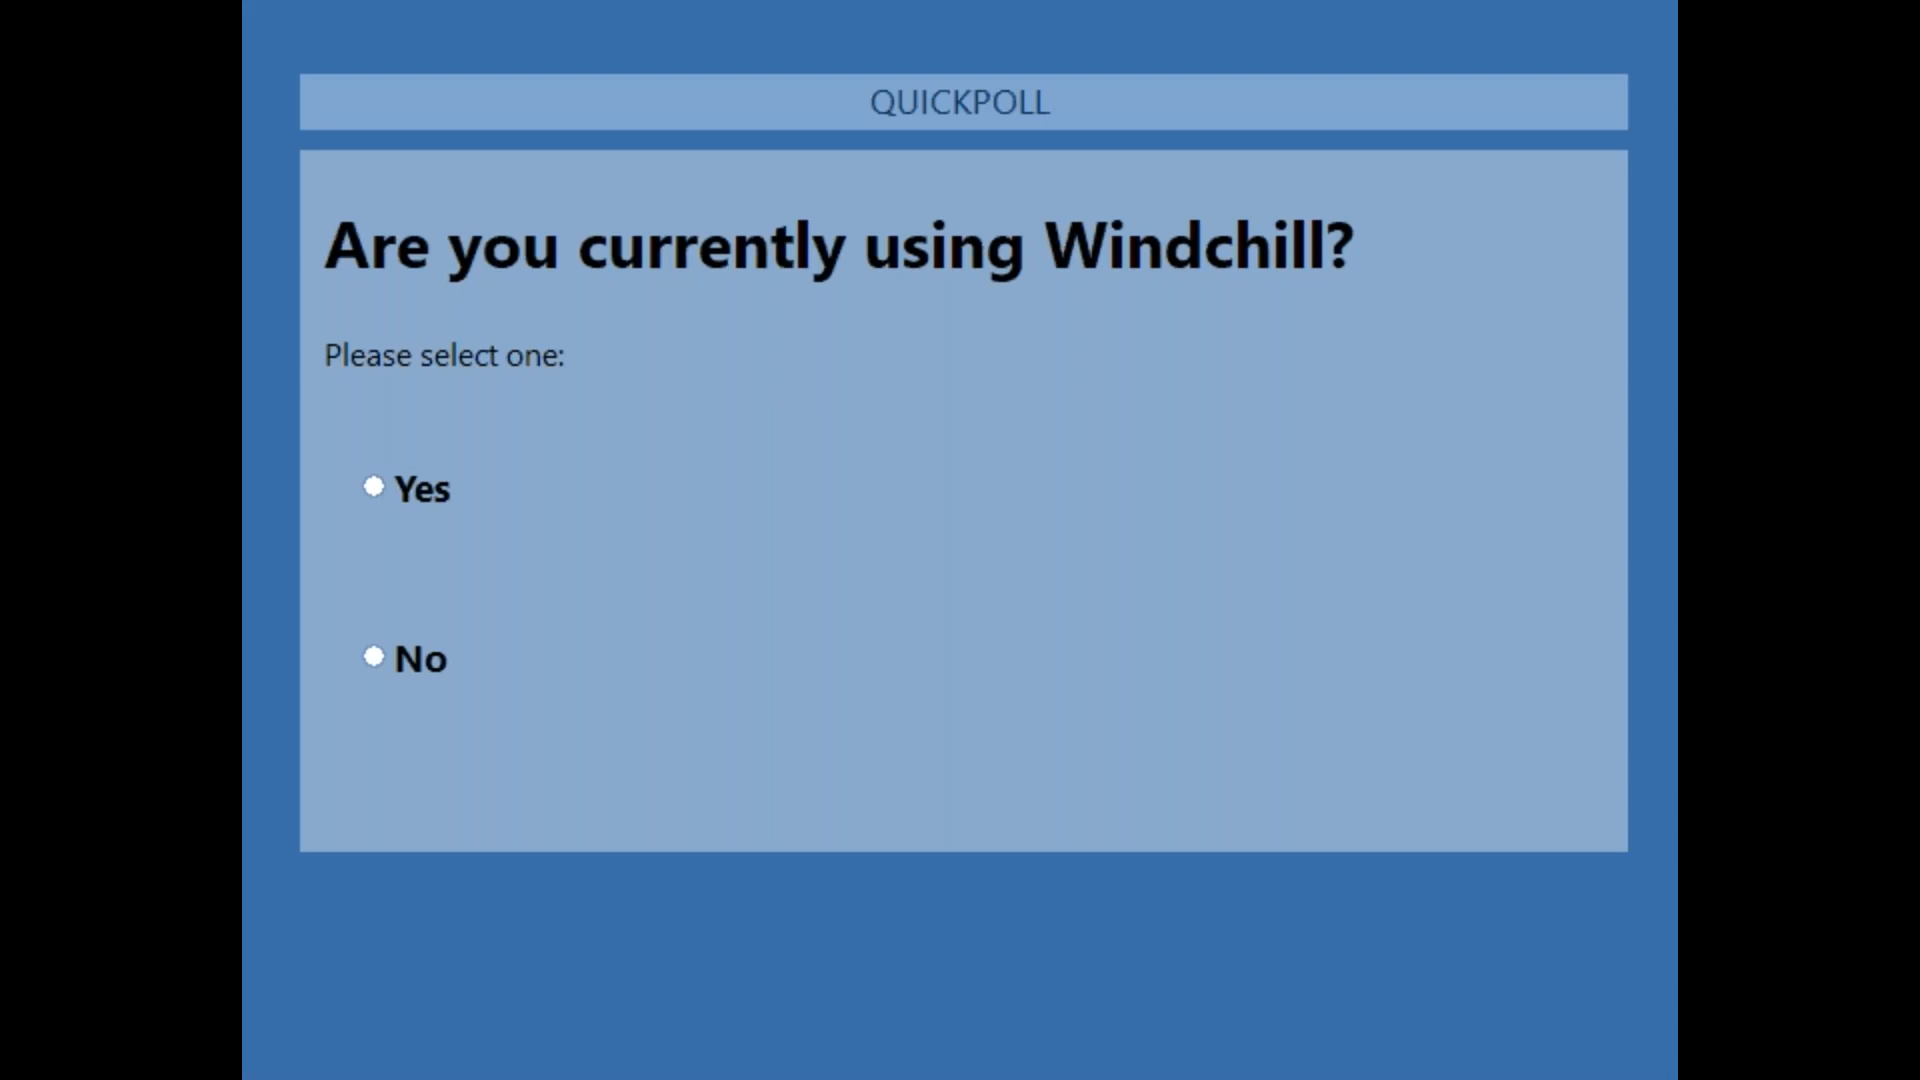 QUICKPOLL
Are you currently using Windchill?
Please select one:
Yes
No